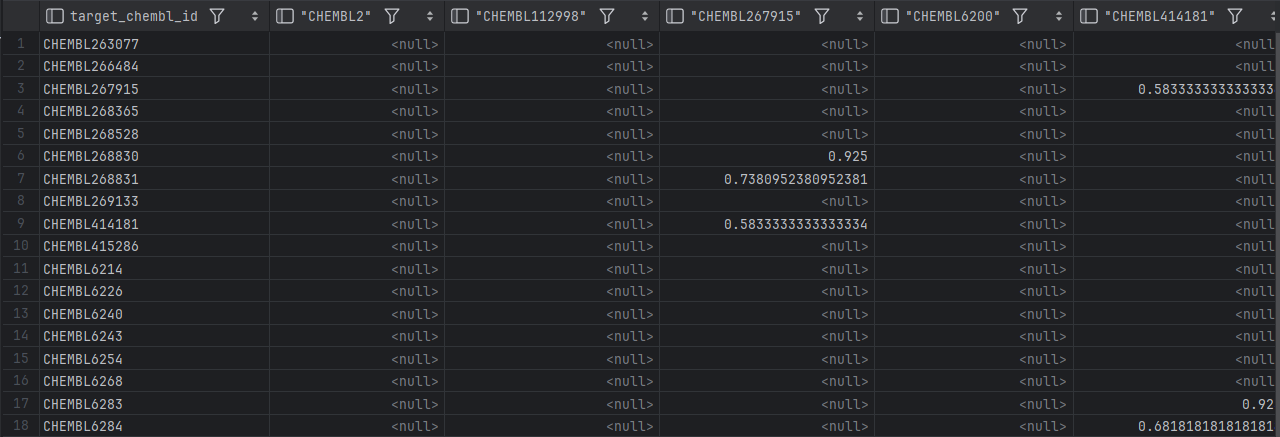 target_chembl_id "CHEMBL2" "CHEMBL112998" "CHEMBL267915" "CHEMBL6200" "CHEMBL414181"
1 CHEMBL263077 <null> <null> <null> <null> <null
2 CHEMBL266484 <null> <null> <null> <null> <null
3 CHEMBL267915 <null> <null> <null> <null> 0.583333333333333
4 CHEMBL268365 <null> <null> <null> <null> <null
5 CHEMBL268528 <null> <null> <null> <null> <null
6 CHEMBL268830 <null> <null> 0.925 <null> <null
7 CHEMBL268831 <null> <null> 0.7380952380952381 <null> <null
8 CHEMBL269133 <null> <null> <null> <null> <null
9 CHEMBL414181 <null> <null> 0.5833333333333334 <null> <null
10 CHEMBL415286 <null> <null> <null> <null> <null
11 CHEMBL6214 <null> <null> <null> <null> <null
12 CHEMBL6226 <null> <null> <null> <null> <null
13 CHEMBL6240 <null> <null> <null> <null> <null
14 CHEMBL6243 <null> <null> <null> <null> <null
15 CHEMBL6254 <null> <null> <null> <null> <null
16 CHEMBL6268 <null> <null> <null> <null> <null
17 CHEMBL6283 <null> <null> <null> <null> 0.92
18 CHEMBL6284 <null> <null> <null> <null> 0.681818181818181